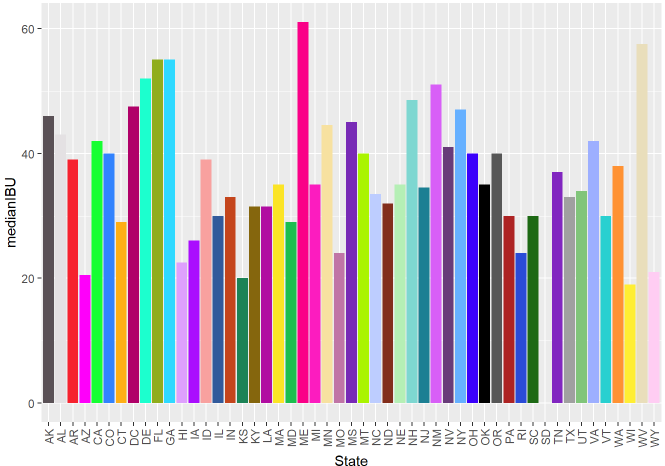 medianIBU
60
40
20
0
AK AL AR AZ CA CO CT DC DE FL GA HI IA ID IL IN KS KY LA MA MD ME MI MN MO MS MT NC ND NE NH NJ NM NV NY OH OK OR PA RI SC SD TN TX UT VA VT WA WI WV WY
State